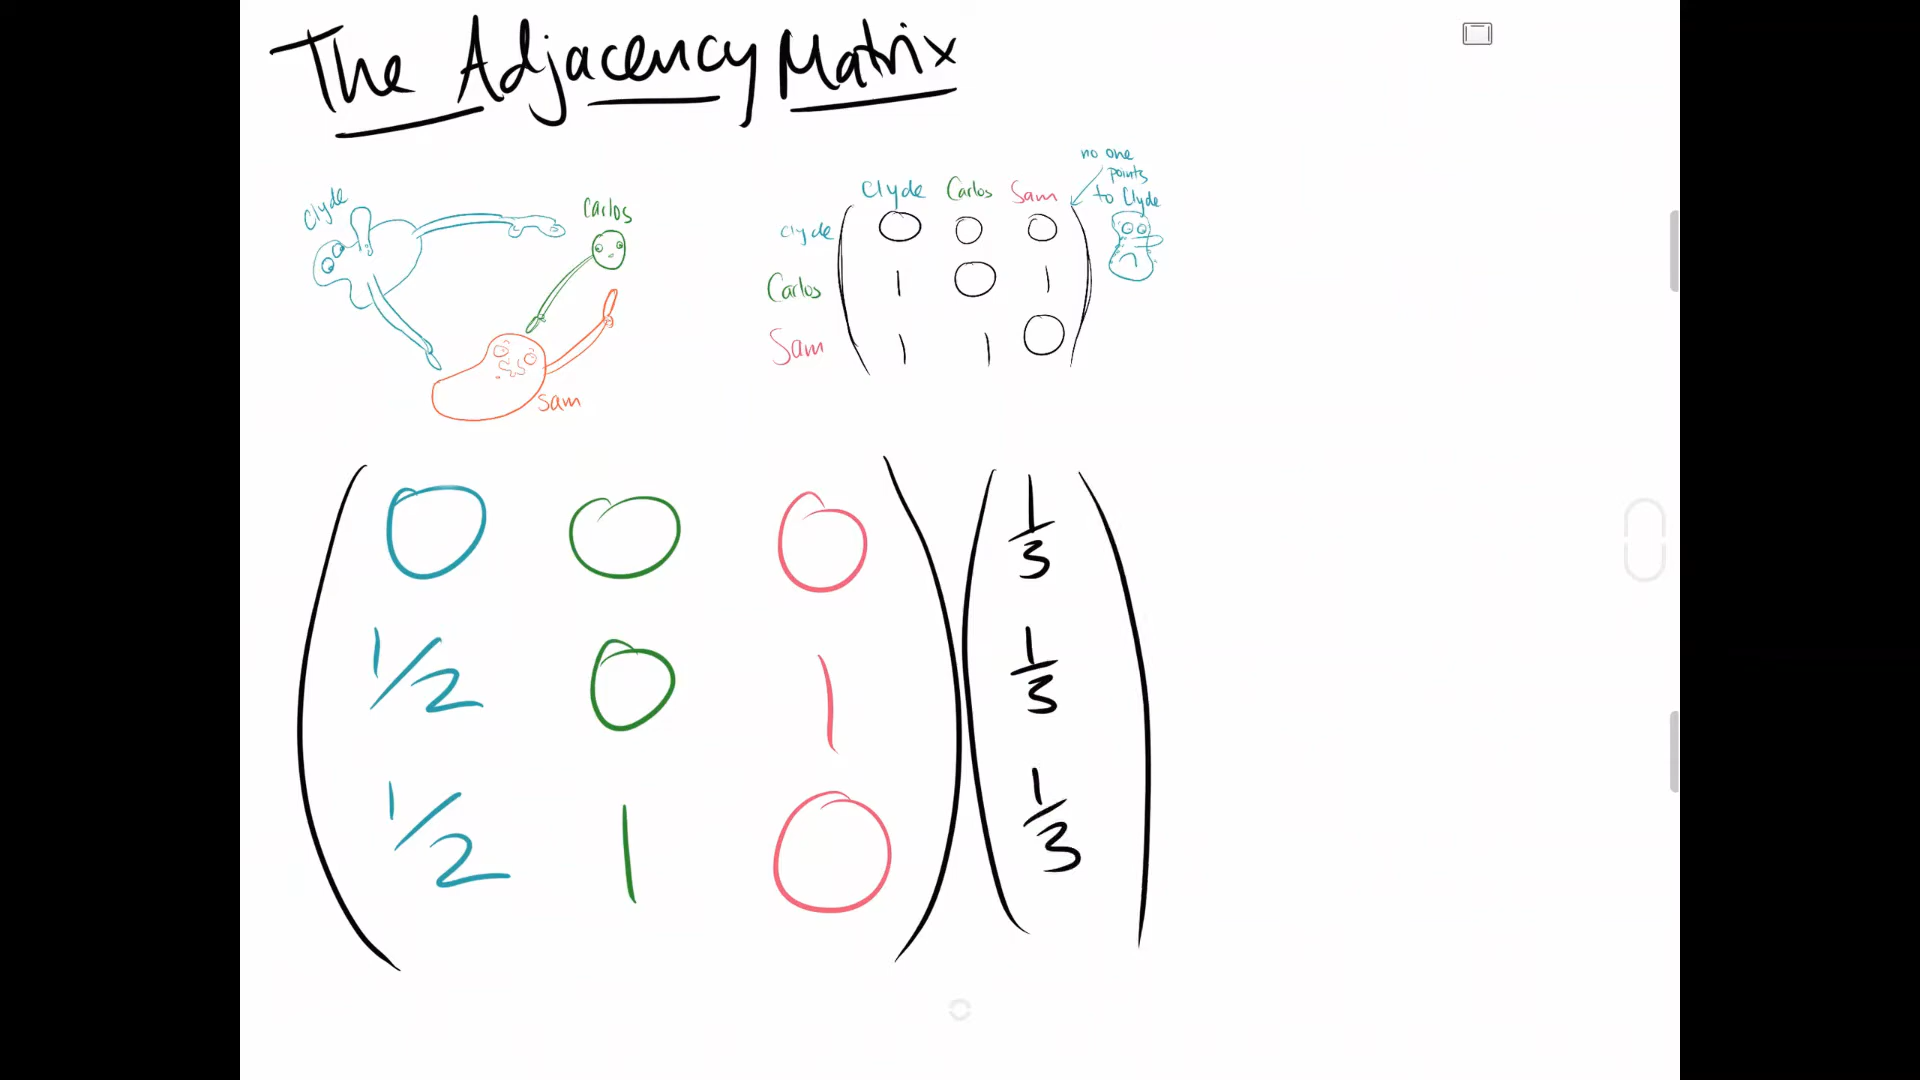 The Adjacency Matrix
Clyde
Carlos
Sam
no one
points
to Clyde
Clyde Carlos Sam
Clyde 0 0 0
Carlos 1 0 1
Sam 1 1 0
0 0 0 1/3
1/2 0 1 1/3
1/2 1 0 1/3